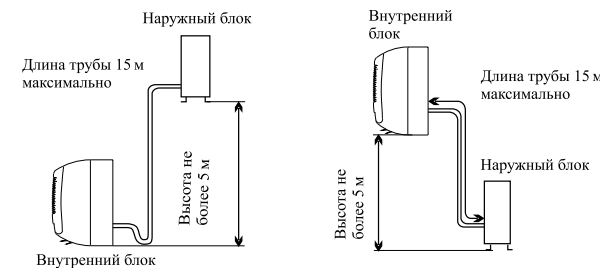 Наружный блок
Длина трубы 15 м
максимально
Высота не
более 5 м
Внутренний блок
Внутренний
блок
Длина трубы 15 м
максимально
Высота не
более 5 м
Наружный блок